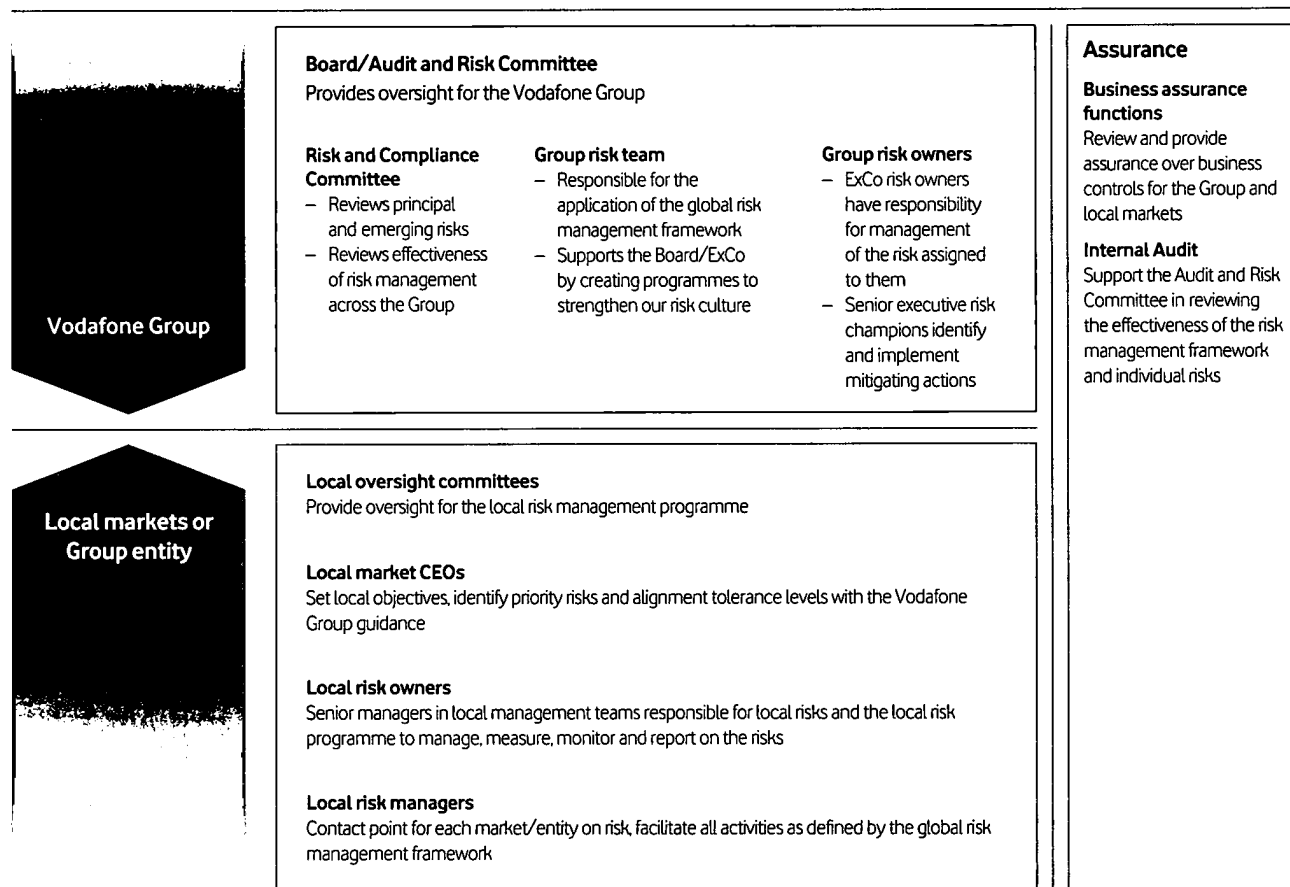 Vodafone Group
Board/Audit and Risk Committee
Provides oversight for the Vodafone Group
Risk and Compliance
Committee
– Reviews principal
and emerging risks
– Reviews effectiveness
of risk management
across the Group
Group risk team
– Responsible for the
application of the global risk
management framework
– Supports the Board/ExCo
by creating programmes to
strengthen our risk culture
Group risk owners
– ExCo risk owners
have responsibility
for management
of the risk assigned
to them
– Senior executive risk
champions identify
and implement
mitigating actions
Local markets or
Group entity
Local oversight committees
Provide oversight for the local risk management programme
Local market CEOs
Set local objectives, identify priority risks and alignment tolerance levels with the Vodafone
Group guidance
Local risk owners
Senior managers in local management teams responsible for local risks and the local risk
programme to manage, measure, monitor and report on the risks
Local risk managers
Contact point for each market/entity on risk, facilitate all activities as defined by the global risk
management framework
Assurance
Business assurance
functions
Review and provide
assurance over business
controls for the Group and
local markets
Internal Audit
Support the Audit and Risk
Committee in reviewing
the effectiveness of the risk
management framework
and individual risks